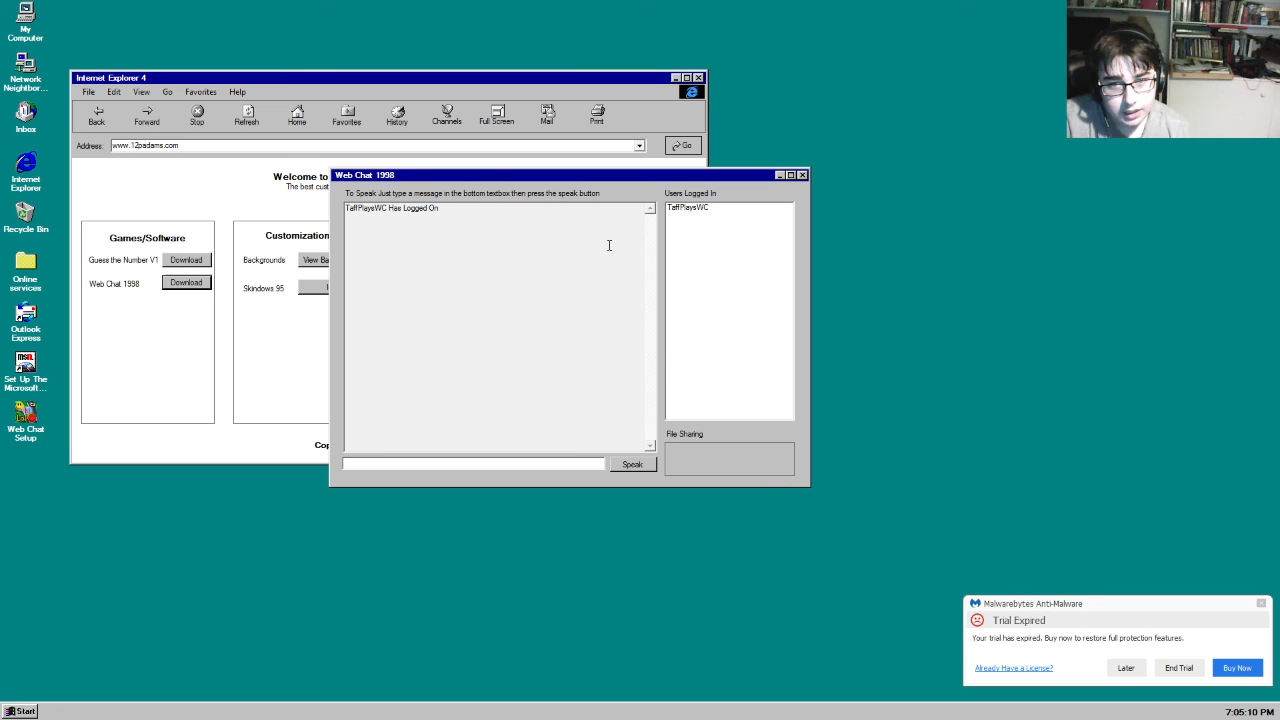 My
Computer
Network
Neighbor...
Inbox
Internet
Explorer
Recycle Bin
Online
services
Outlook
Express
msn
Set Up The
Microsoft...
Web Chat
Setup
Internet Explorer 4
File Edit View Go Favorites Help
Back Forward Stop Refresh Home Favorites History Channels Full Screen Mail Print
Address: www.12padams.com Go
Welcome to
The best cust
Games/Software
Guess the Number V1 Download
Web Chat 1998 Download
Customization
Backgrounds View Ba
Skindows 95
Cop
Web Chat 1998
To Speak Just type a message in the bottom textbox then press the speak button
Users Logged In
TaffPlaysWC Has Logged On
TaffPlaysWC
File Sharing
Speak
Malwarebytes Anti-Malware
Trial Expired
Your trial has expired. Buy now to restore full protection features.
Already Have a License? Later End Trial Buy Now
Start
7:05:10 PM